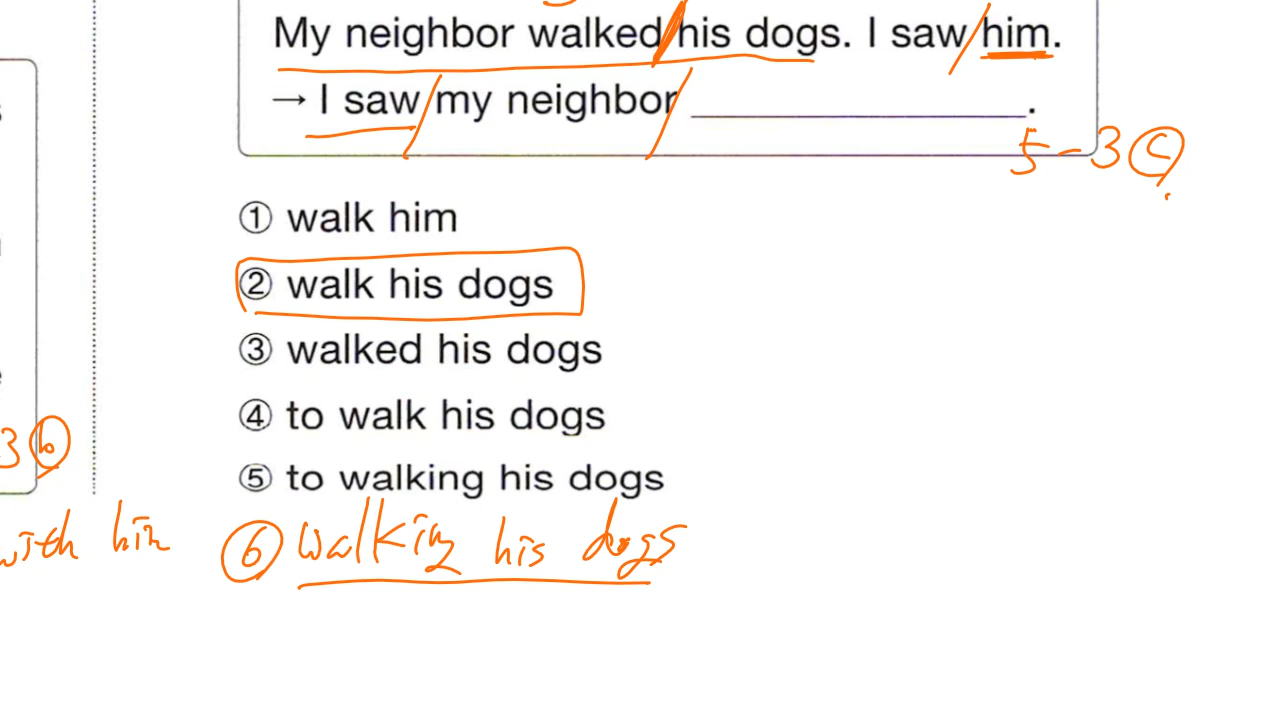 My neighbor walked his dogs. I saw him.
→ I saw my neighbor ____________.
5-3 ⓒ
① walk him
② walk his dogs
③ walked his dogs
④ to walk his dogs
⑤ to walking his dogs
3 ⓑ
with him
⑥ walking his dogs